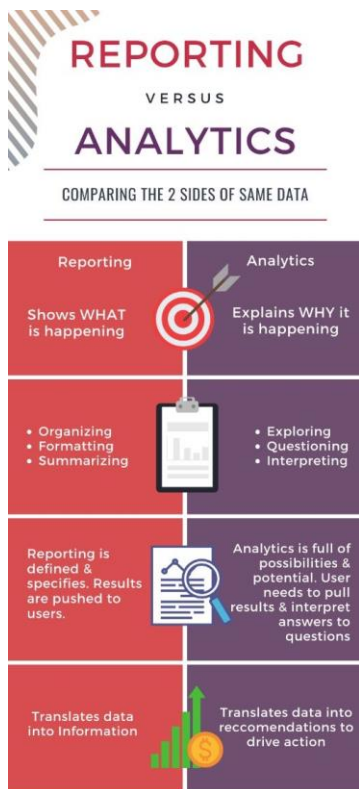 REPORTING
VERSUS
ANALYTICS
COMPARING THE 2 SIDES OF SAME DATA
Reporting
Shows WHAT
is happening
Analytics
Explains WHY it
is happening
• Organizing
• Formatting
• Summarizing
• Exploring
• Questioning
• Interpreting
Reporting is
defined &
specifies. Results
are pushed to
users.
Analytics is full of
possibilities &
potential. User
needs to pull
results & interpret
answers to
questions
Translates data
into Information
Translates data into
reccomendations to
drive action
$